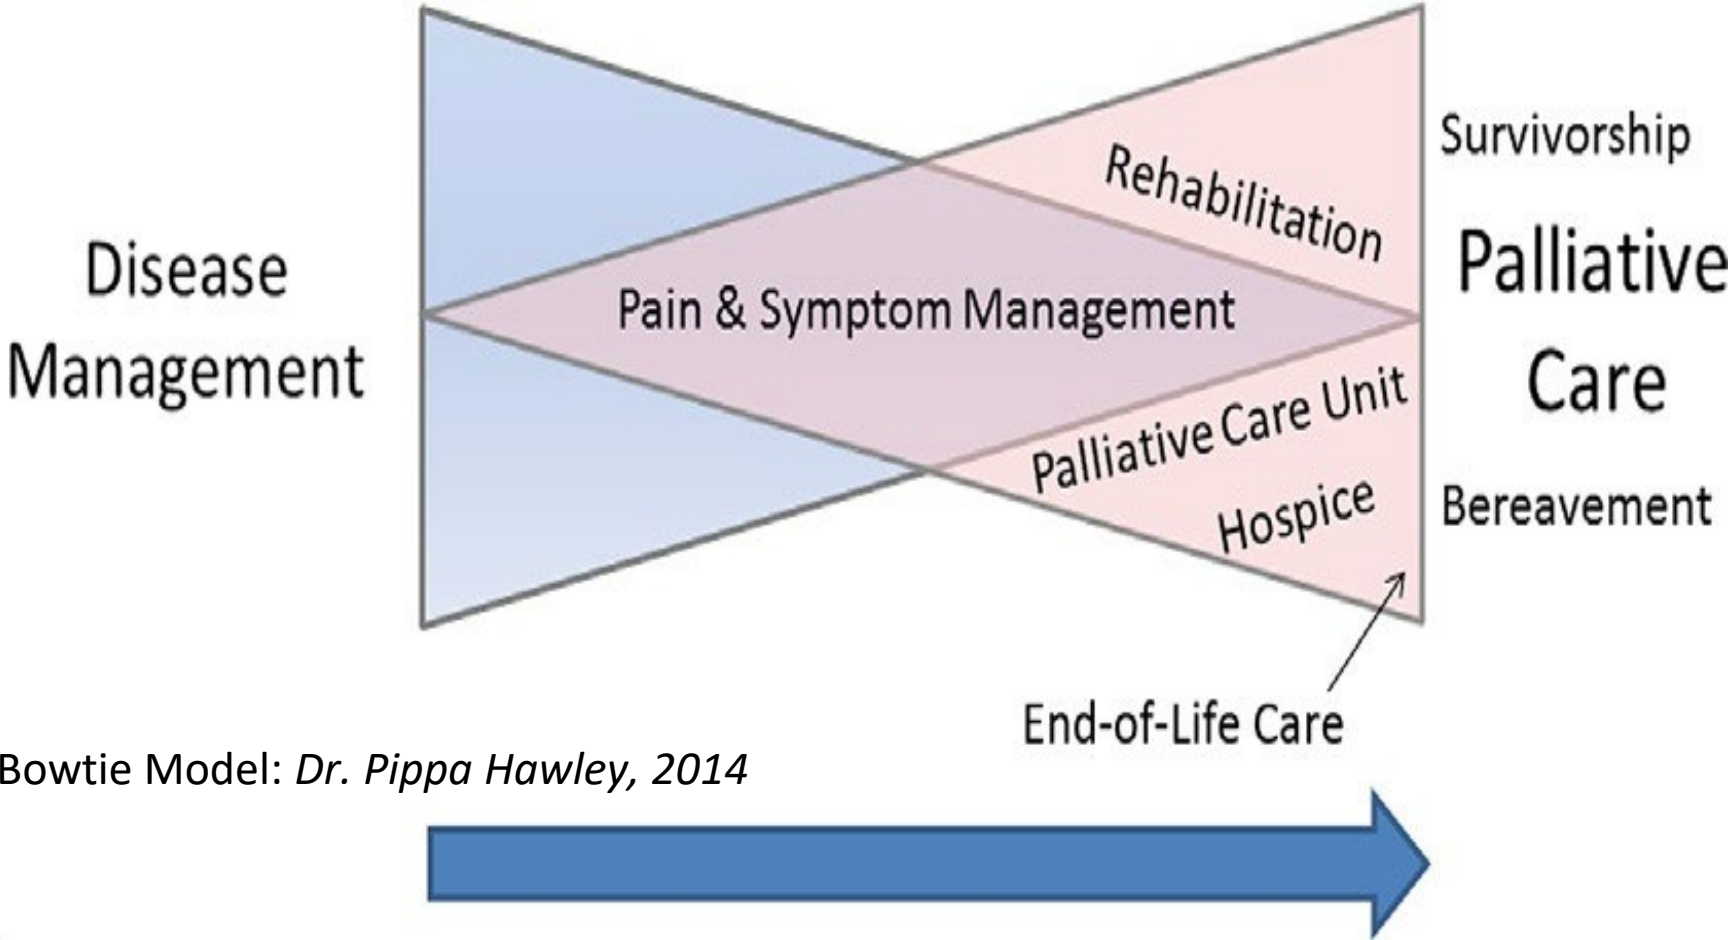 Disease
Management
Pain & Symptom Management
Rehabilitation
Palliative Care Unit
Hospice
Survivorship
Palliative
Care
Bereavement
End-of-Life Care
Bowtie Model: Dr. Pippa Hawley, 2014